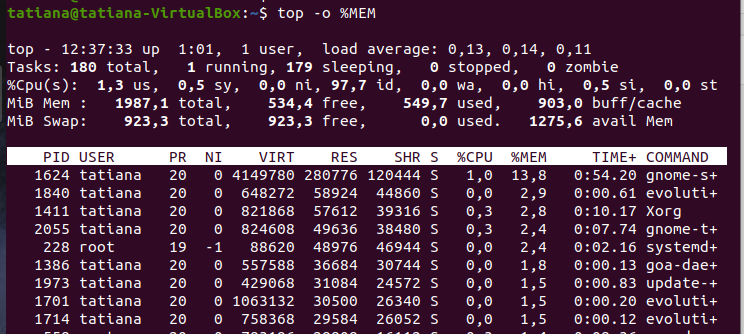 tatiana@tatiana-VirtualBox:~$ top -o %MEM
top - 12:37:33 up  1:01,  1 user,  load average: 0,13, 0,14, 0,11
Tasks: 180 total,   1 running, 179 sleeping,   0 stopped,   0 zombie
%Cpu(s):  1,3 us,  0,5 sy,  0,0 ni, 97,7 id,  0,0 wa,  0,0 hi,  0,5 si,  0,0 st
MiB Mem :   1987,1 total,    534,4 free,    549,7 used,    903,0 buff/cache
MiB Swap:    923,3 total,    923,3 free,      0,0 used.   1275,6 avail Mem
PID USER      PR  NI    VIRT    RES    SHR S  %CPU  %MEM     TIME+ COMMAND
1624 tatiana   20   0 4149780 280776 120444 S   1,0  13,8   0:54.20 gnome-s+
1840 tatiana   20   0  648272  58924  44860 S   0,0   2,9   0:00.61 evoluti+
1411 tatiana   20   0  821868  57612  39316 S   0,3   2,8   0:10.17 Xorg
2055 tatiana   20   0  824608  49636  38480 S   0,3   2,4   0:07.74 gnome-t+
228 root      19  -1   88620  48976  46944 S   0,0   2,4   0:02.16 systemd+
1386 tatiana   20   0  557588  36684  30744 S   0,0   1,8   0:00.13 goa-dae+
1973 tatiana   20   0  429068  31084  24572 S   0,0   1,5   0:00.83 update-+
1701 tatiana   20   0 1063132  30500  26340 S   0,0   1,5   0:00.20 evoluti+
1714 tatiana   20   0  758368  29584  26052 S   0,0   1,5   0:00.12 evoluti+